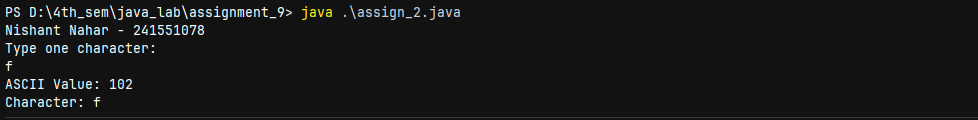 PS D:\4th_sem\java_lab\assignment_9> java .\assign_2.java
Nishant Nahar - 241551078
Type one character:
f
ASCII Value: 102
Character: f